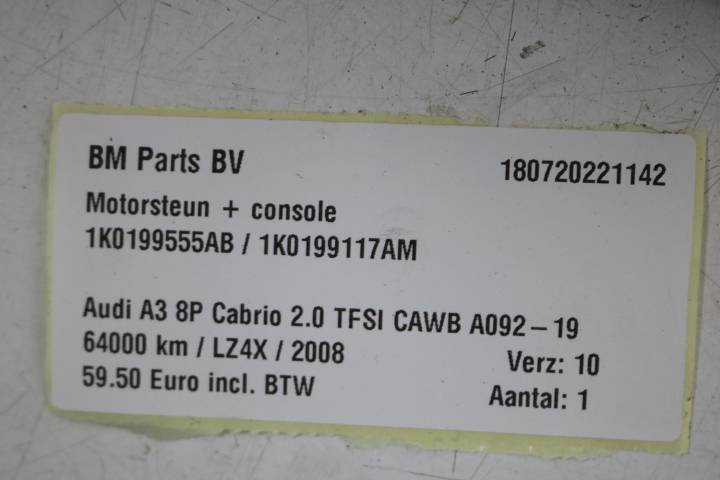 BM Parts BV 180720221142
Motorsteun + console
1K0199555AB / 1K0199117AM
Audi A3 8P Cabrio 2.0 TFSI CAWB A092-19
64000 km / LZ4X / 2008 Verz: 10
59.50 Euro incl. BTW Aantal: 1